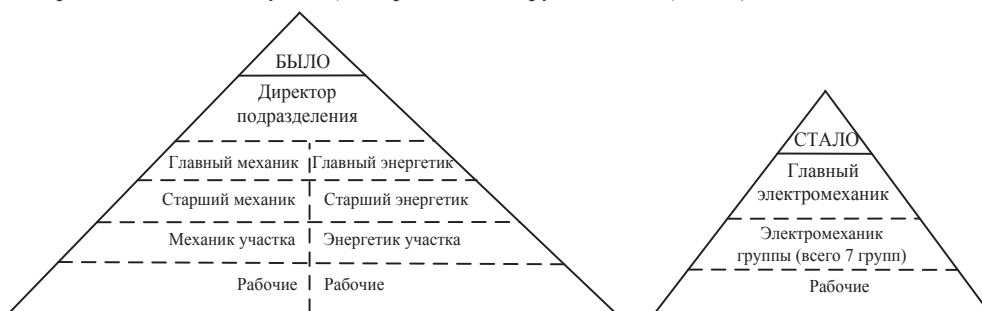 БЫЛО
Директор
подразделения
Главный механик Главный энергетик
Старший механик Старший энергетик
Механик участка Энергетик участка
Рабочие Рабочие
СТАЛО
Главный
электромеханик
Электромеханик
группы (всего 7 групп)
Рабочие